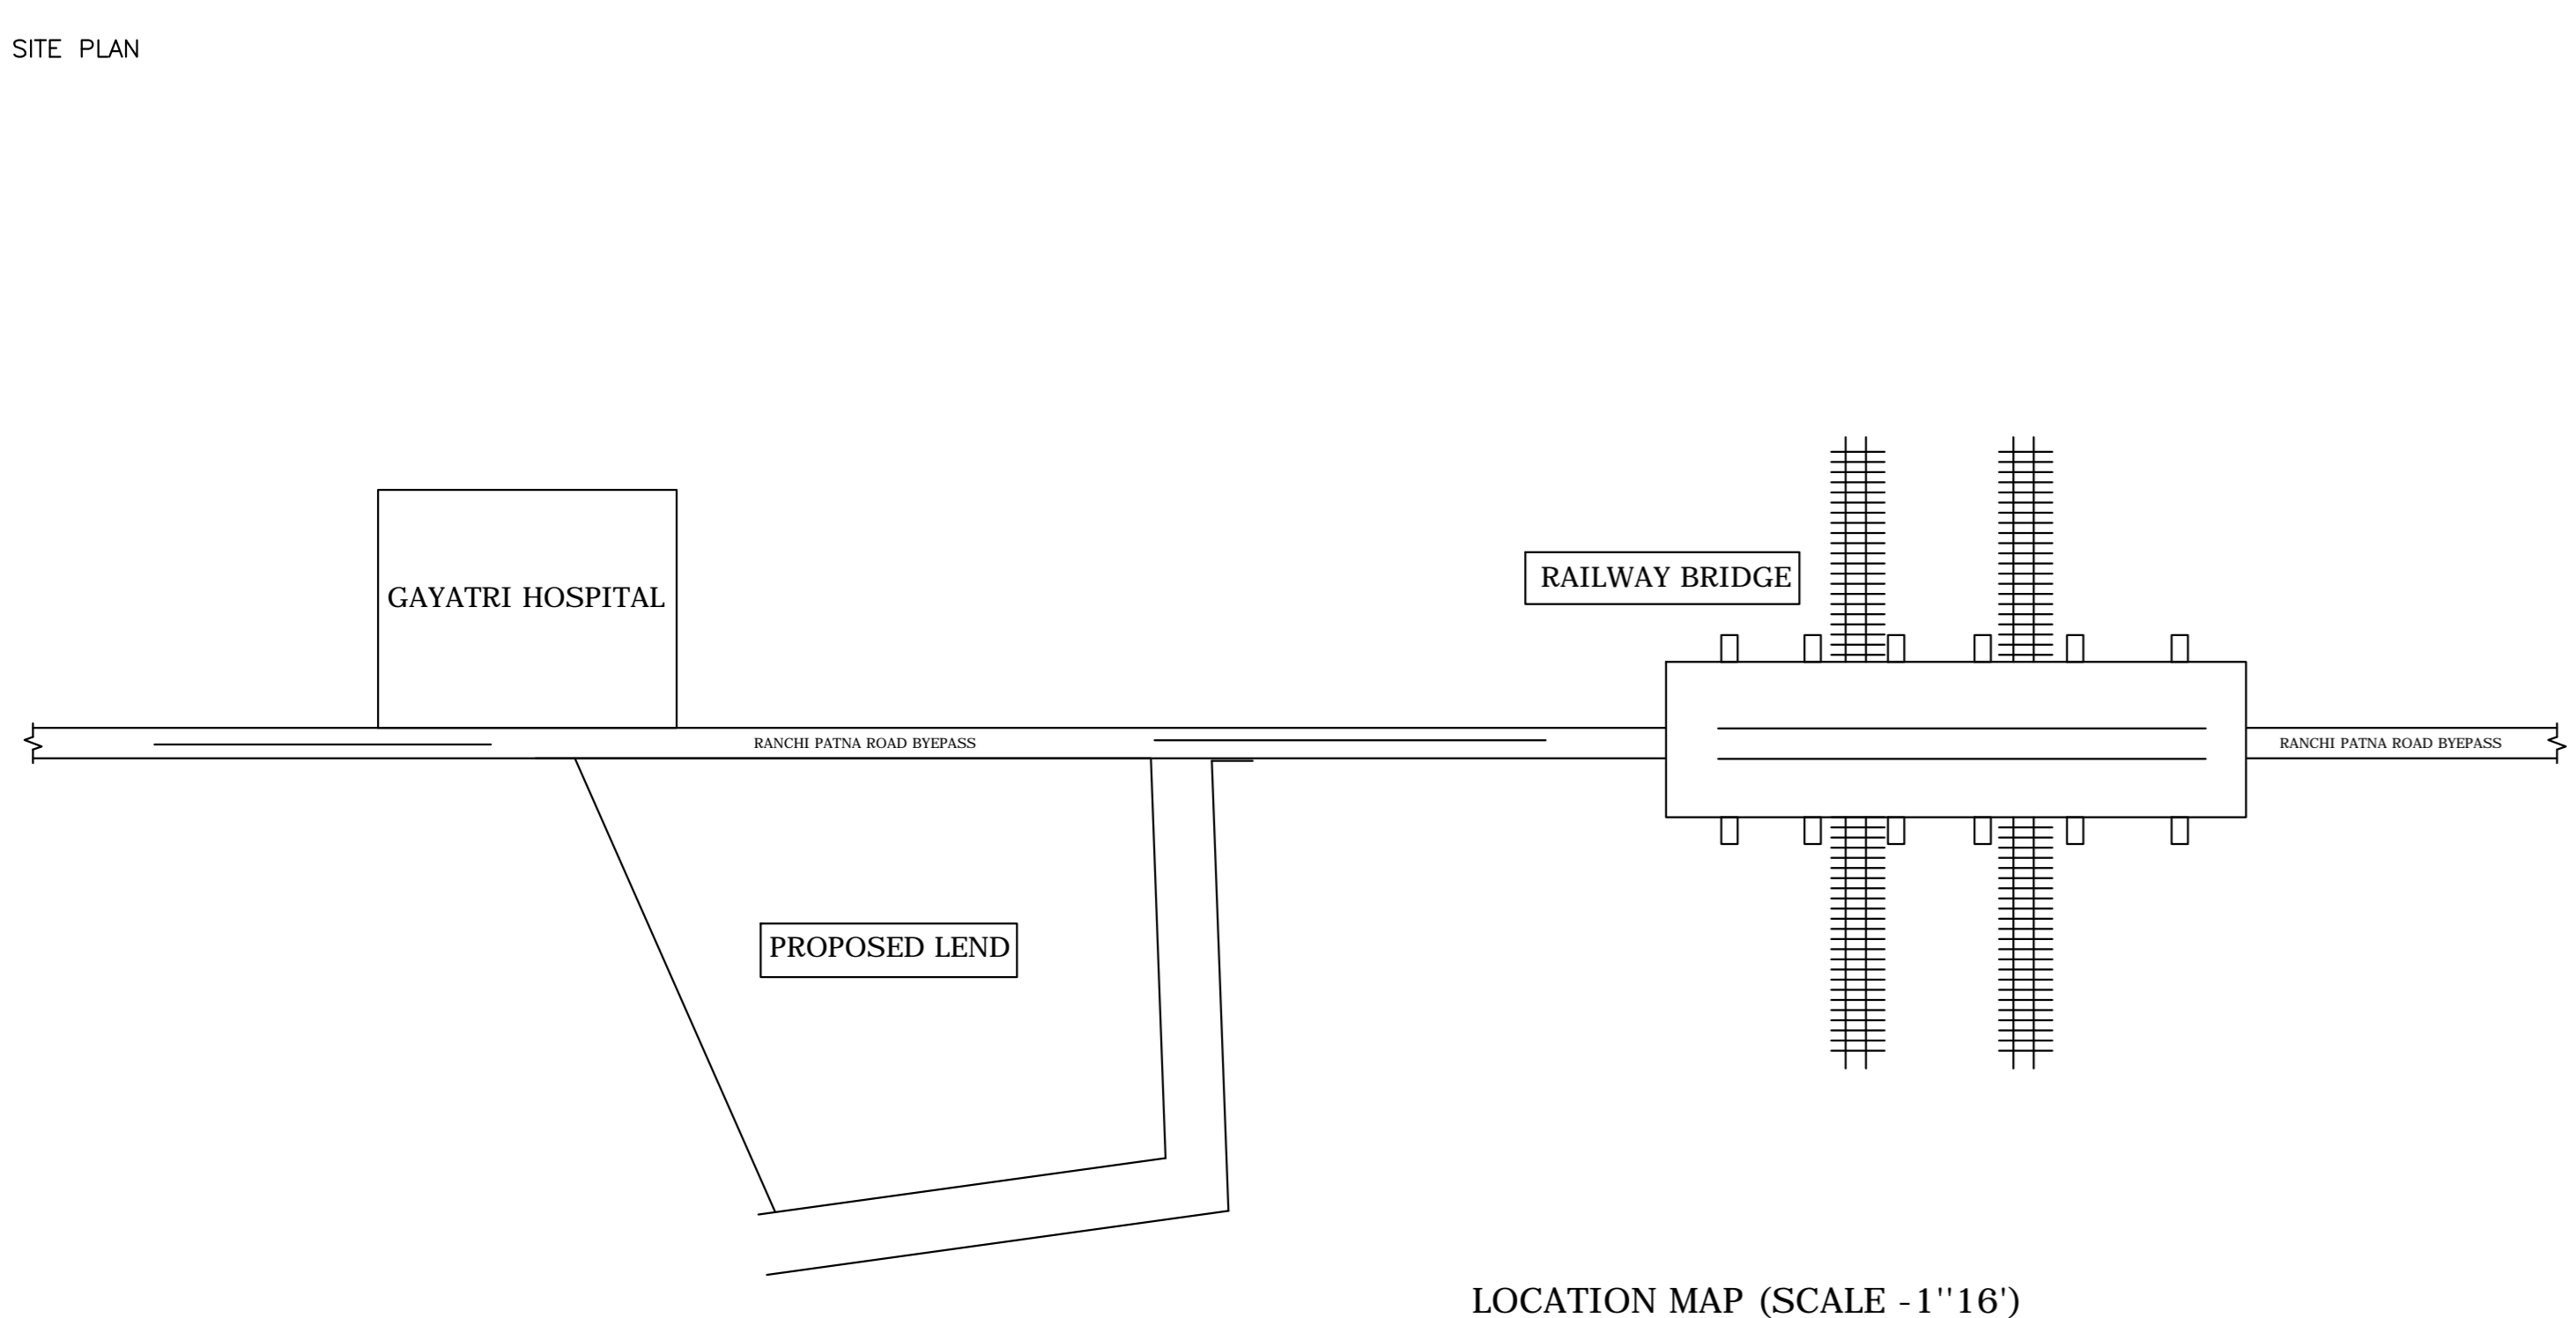 SITE PLAN
RAILWAY BRIDGE
GAYATRI HOSPITAL
RANCHI PATNA ROAD BYEPASS
RANCHI PATNA ROAD BYEPASS
PROPOSED LEND
LOCATION MAP (SCALE -1''16')